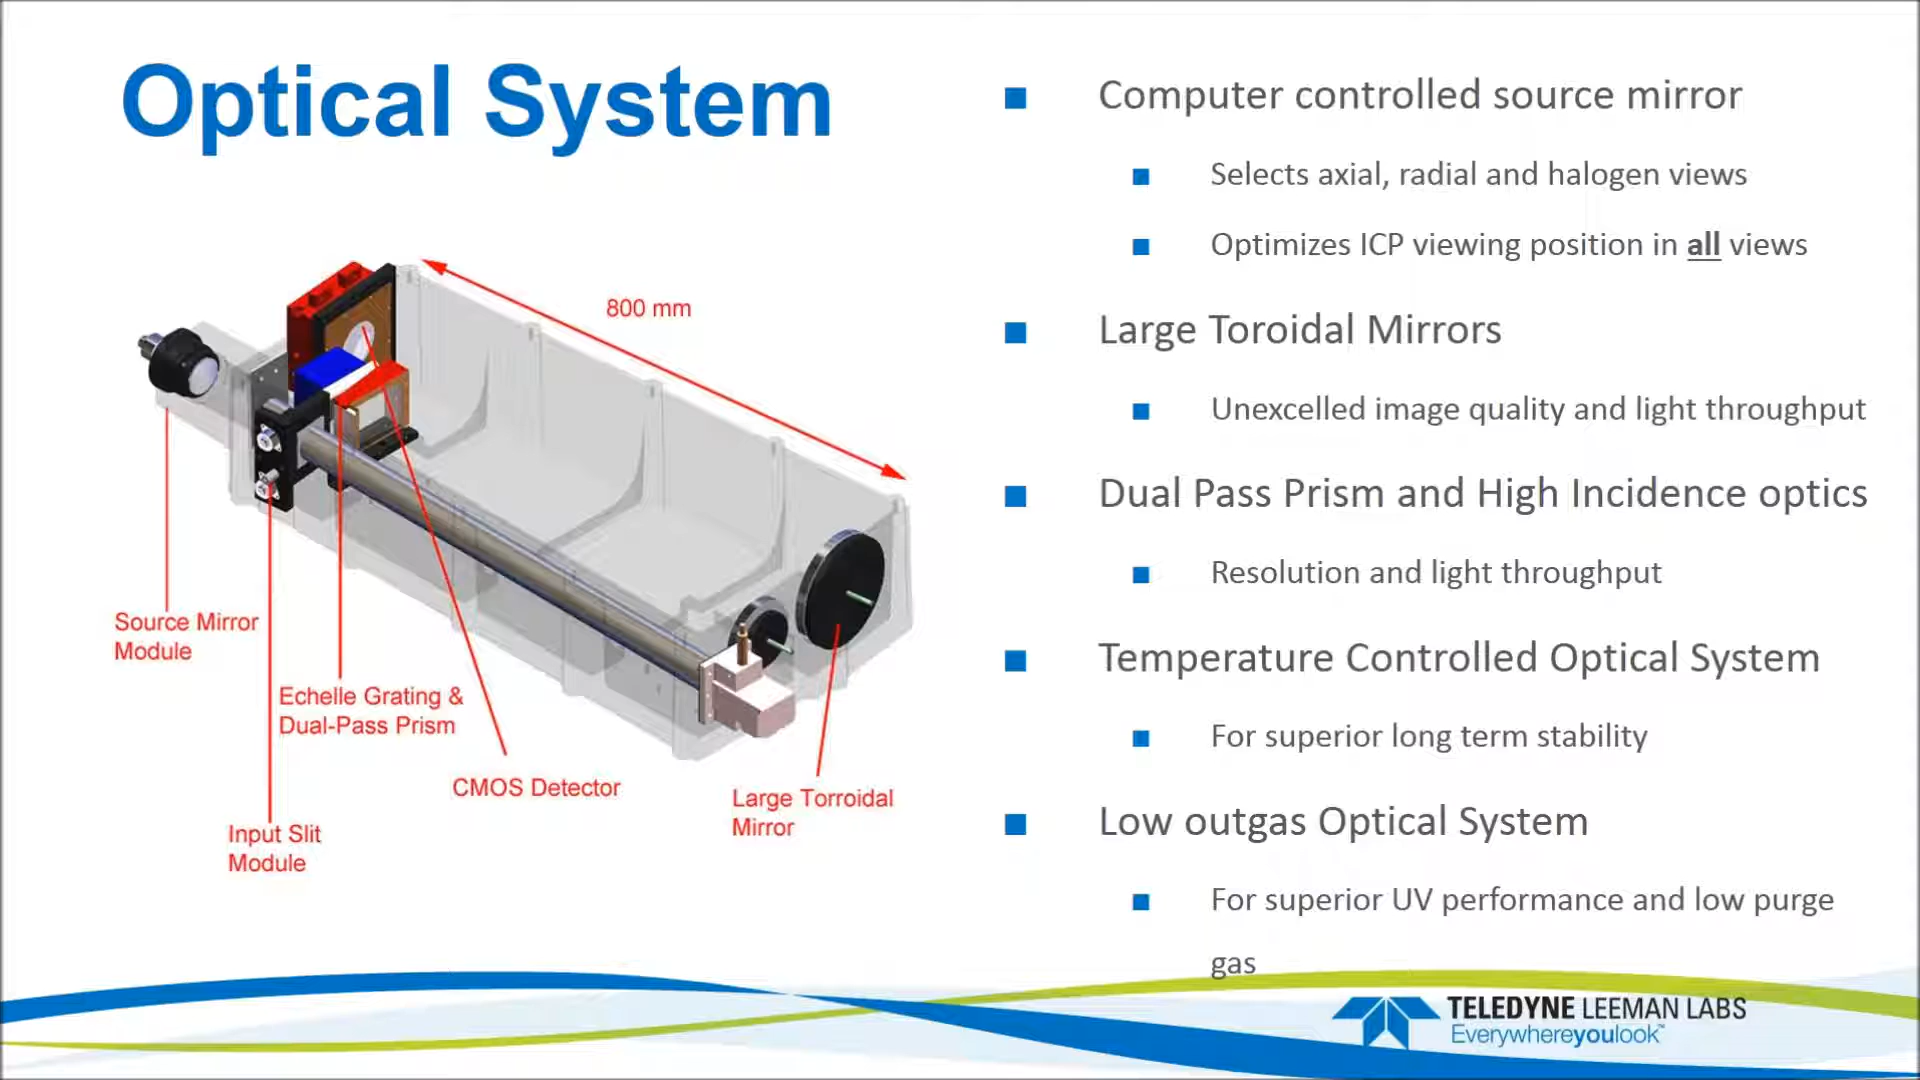 Optical System
800 mm
Source Mirror
Module
Echelle Grating &
Dual-Pass Prism
CMOS Detector
Large Torroidal
Mirror
Input Slit
Module
Computer controlled source mirror
Selects axial, radial and halogen views
Optimizes ICP viewing position in all views
Large Toroidal Mirrors
Unexcelled image quality and light throughput
Dual Pass Prism and High Incidence optics
Resolution and light throughput
Temperature Controlled Optical System
For superior long term stability
Low outgas Optical System
For superior UV performance and low purge
gas
TELEDYNE LEEMAN LABS
Everywhereyoulook™